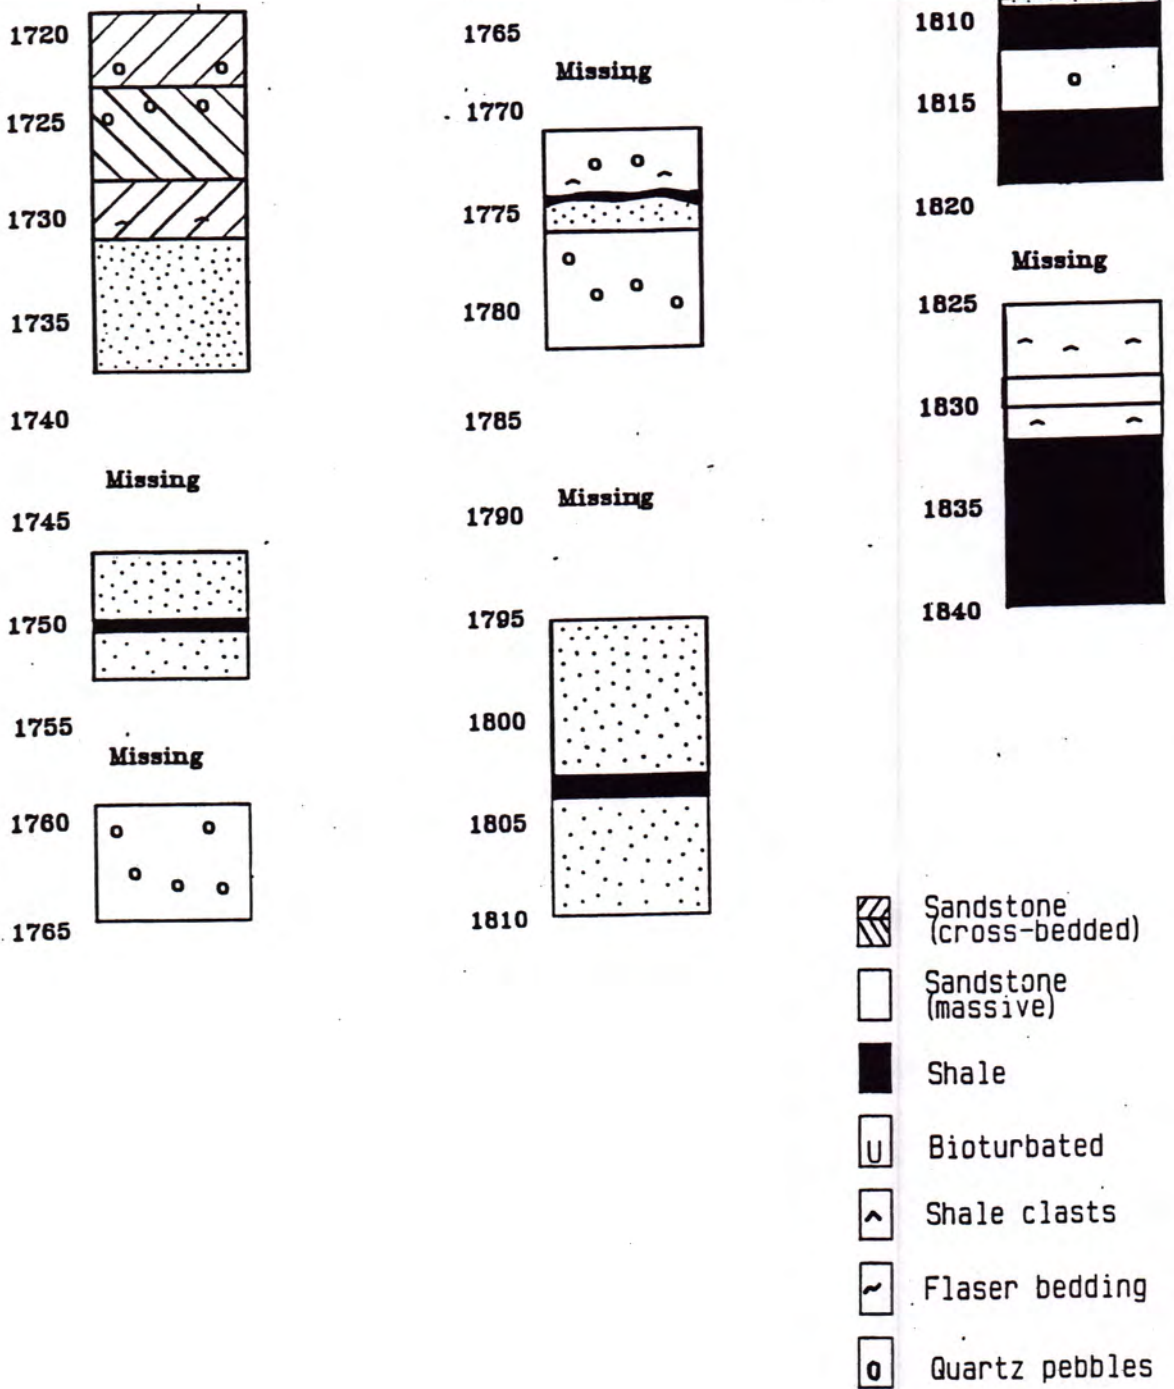 1720
1725
1730
1735
1740
Missing
1745
1750
1755
Missing
1760
1765
1765
Missing
1770
1775
1780
1785
Missing
1790
1795
1800
1805
1810
1810
1815
1820
Missing
1825
1830
1835
1840
Sandstone
(cross-bedded)
Sandstone
(massive)
Shale
U
Bioturbated
Shale clasts
Flaser bedding
Quartz pebbles